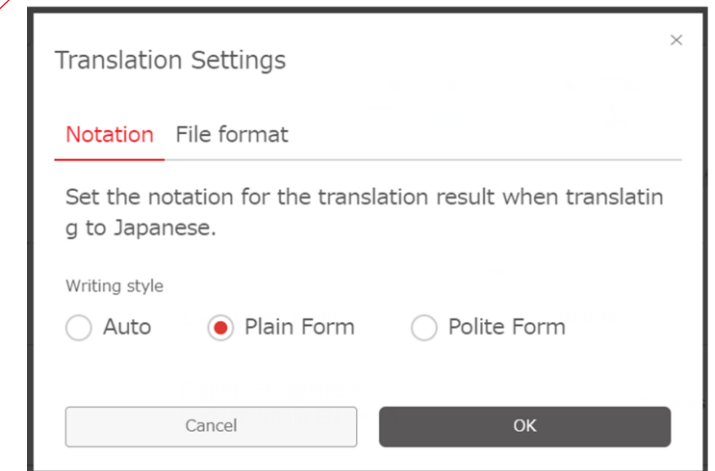 Translation Settings
×
Notation File format
Set the notation for the translation result when translatin
g to Japanese.
Writing style
Auto Plain Form Polite Form
Cancel OK